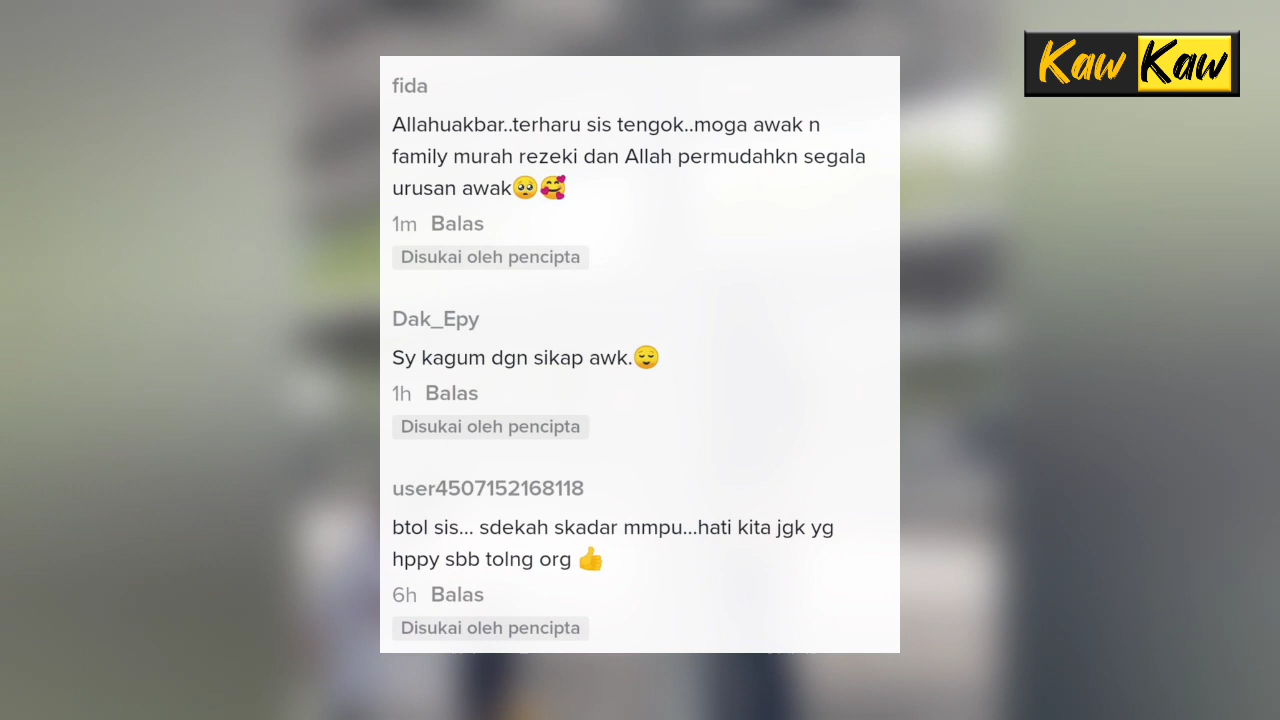 Kaw Kaw
fida
Allahuakbar..terharu sis tengok..moga awak n
family murah rezeki dan Allah permudahkn segala
urusan awak🥺🥰
1m Balas
Disukai oleh pencipta
Dak_Epy
Sy kagum dgn sikap awk.😌
1h Balas
Disukai oleh pencipta
user4507152168118
btol sis... sdekah skadar mmpu...hati kita jgk yg
hppy sbb tolng org 👍
6h Balas
Disukai oleh pencipta